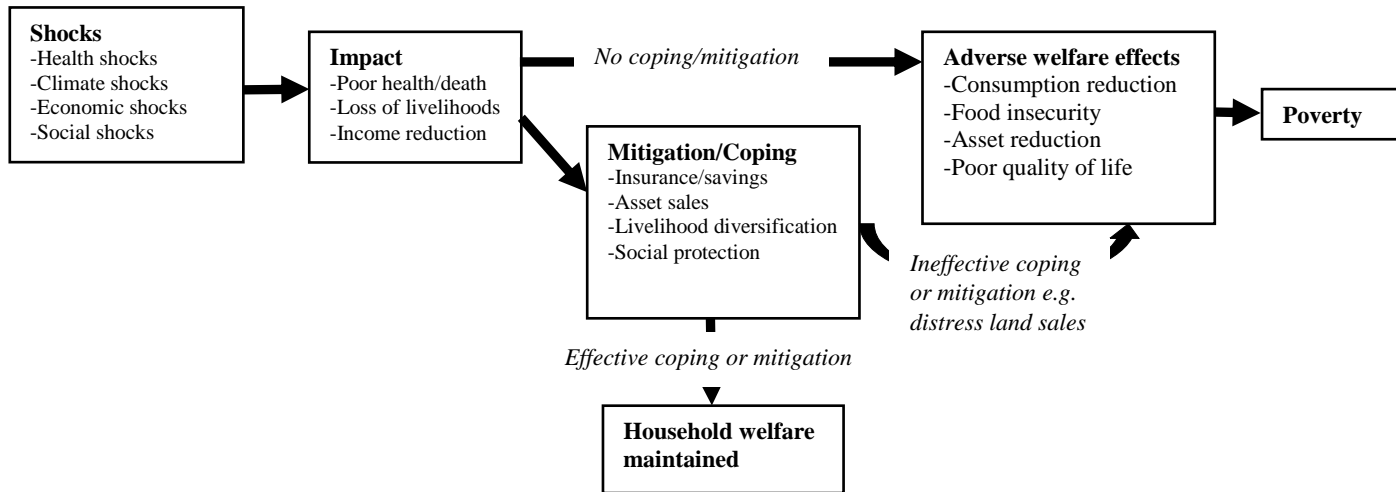 Shocks
-Health shocks
-Climate shocks
-Economic shocks
-Social shocks
Impact
-Poor health/death
-Loss of livelihoods
-Income reduction
No coping/mitigation
Adverse welfare effects
-Consumption reduction
-Food insecurity
-Asset reduction
-Poor quality of life
Poverty
Mitigation/Coping
-Insurance/savings
-Asset sales
-Livelihood diversification
-Social protection
Ineffective coping
or mitigation e.g.
distress land sales
Effective coping or mitigation
Household welfare
maintained